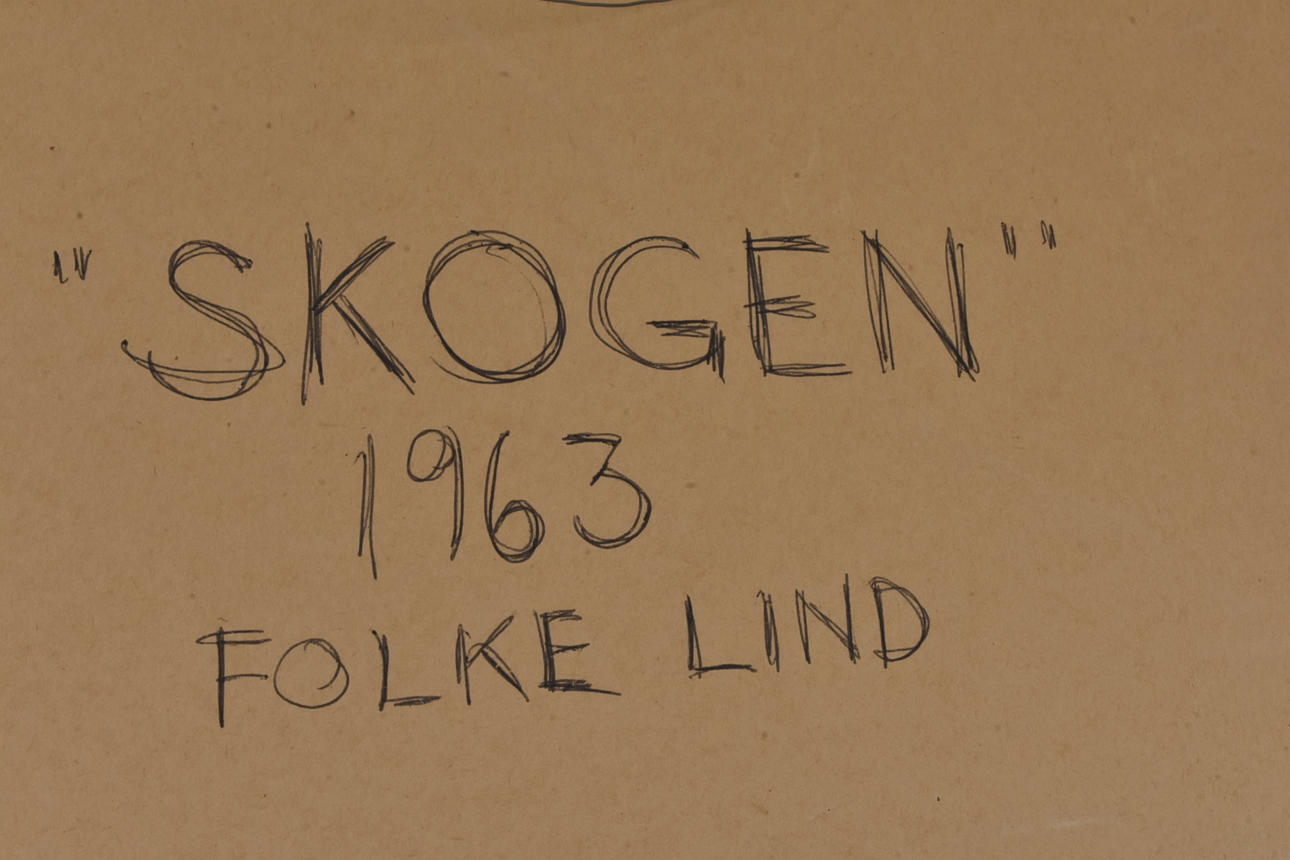 "SKOGEN"
1963
FOLKE LIND